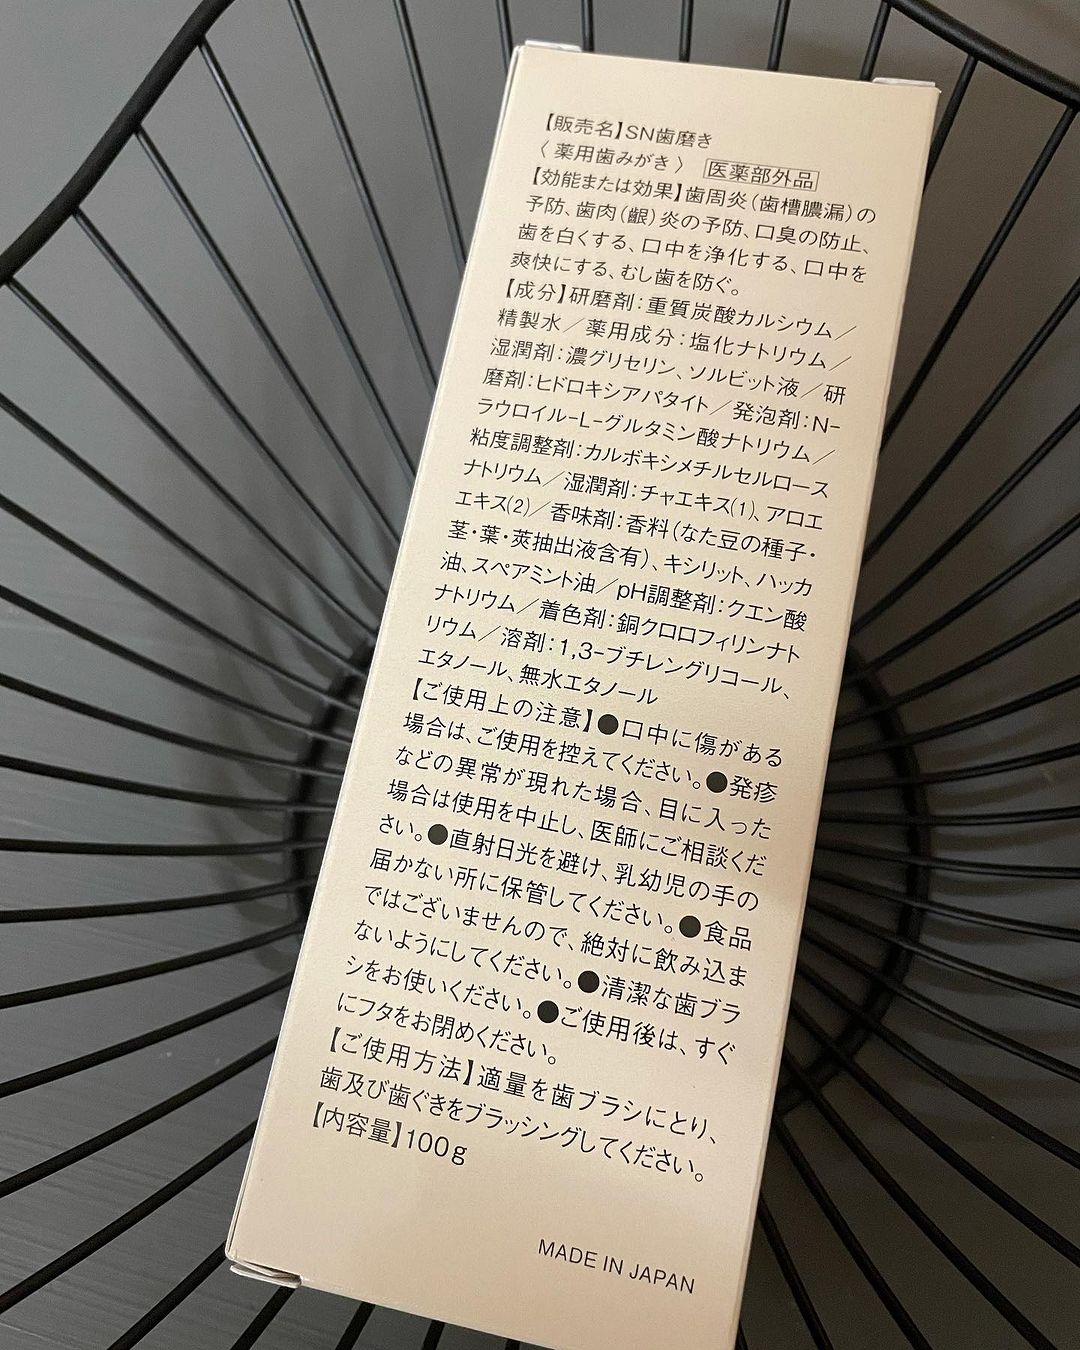 【販売名】SN歯磨き
〈 薬用歯みがき 〉 医薬部外品
【効能または効果】歯周炎(歯槽膿漏)の
予防、歯肉(齦)炎の予防、口臭の防止、
歯を白くする、口中を浄化する、口中を
爽快にする、むし歯を防ぐ。
【成分】研磨剤:重質炭酸カルシウム/
精製水/薬用成分:塩化ナトリウム/
湿潤剤:濃グリセリン、ソルビット液/研
磨剤:ヒドロキシアパタイト/発泡剤:N-
ラウロイル-L-グルタミン酸ナトリウム/
粘度調整剤:カルボキシメチルセルロース
ナトリウム/湿潤剤:チャエキス(1)、アロエ
エキス(2)/香味剤:香料(なた豆の種子・
茎・葉・莢抽出液含有)、キシリット、ハッカ
油、スペアミント油/pH調整剤:クエン酸
ナトリウム/着色剤:銅クロロフィリンナト
リウム/溶剤:1,3-ブチレングリコール、
エタノール、無水エタノール
【ご使用上の注意】●口中に傷がある
場合は、ご使用を控えてください。●発疹
などの異常が現れた場合、目に入った
場合は使用を中止し、医師にご相談くだ
さい。●直射日光を避け、乳幼児の手の
届かない所に保管してください。●食品
ではございませんので、絶対に飲み込ま
ないようにしてください。●清潔な歯ブラ
シをお使いください。●ご使用後は、すぐ
にフタをお閉めください。
【ご使用方法】適量を歯ブラシにとり、
歯及び歯ぐきをブラッシングしてください。
【内容量】100g
MADE IN JAPAN